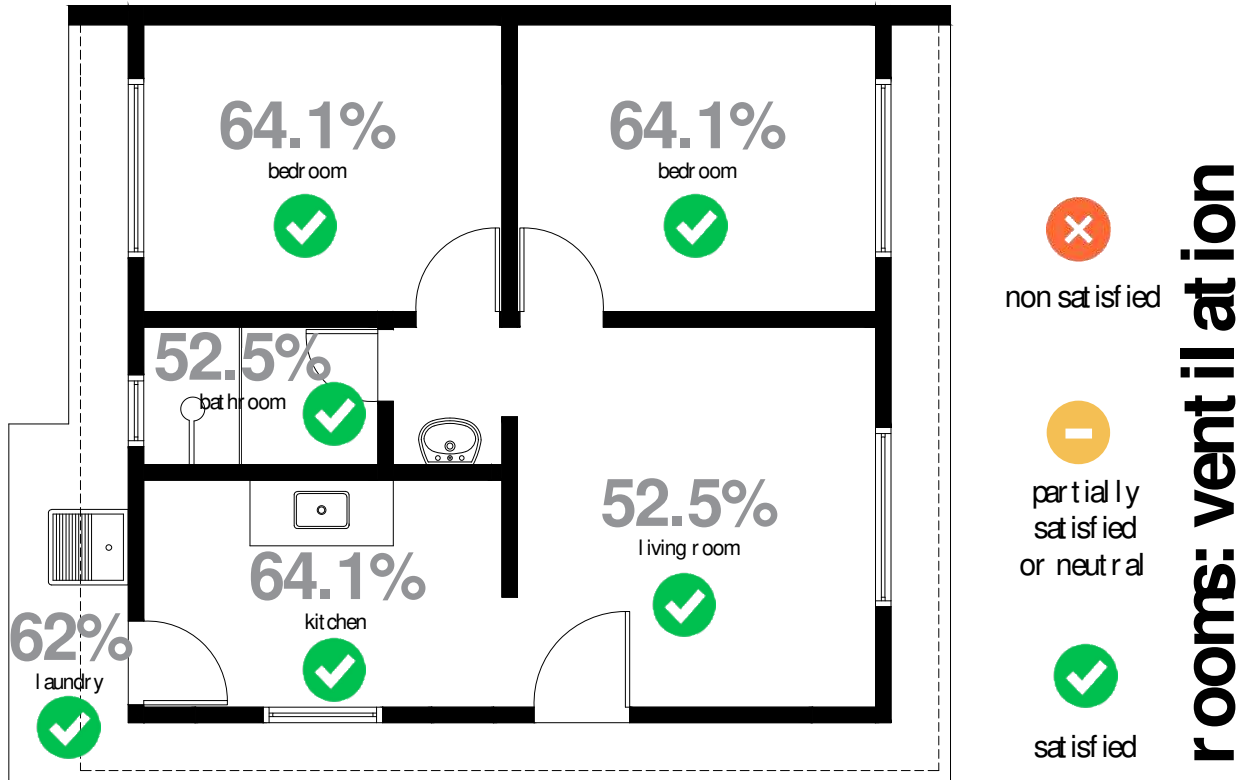 64.1%
bedroom
64.1%
bedroom
52.5%
bathroom
52.5%
living room
64.1%
kitchen
62%
laundry
non satisfied
partially
satisfied
or neutral
satisfied
rooms: ventilation